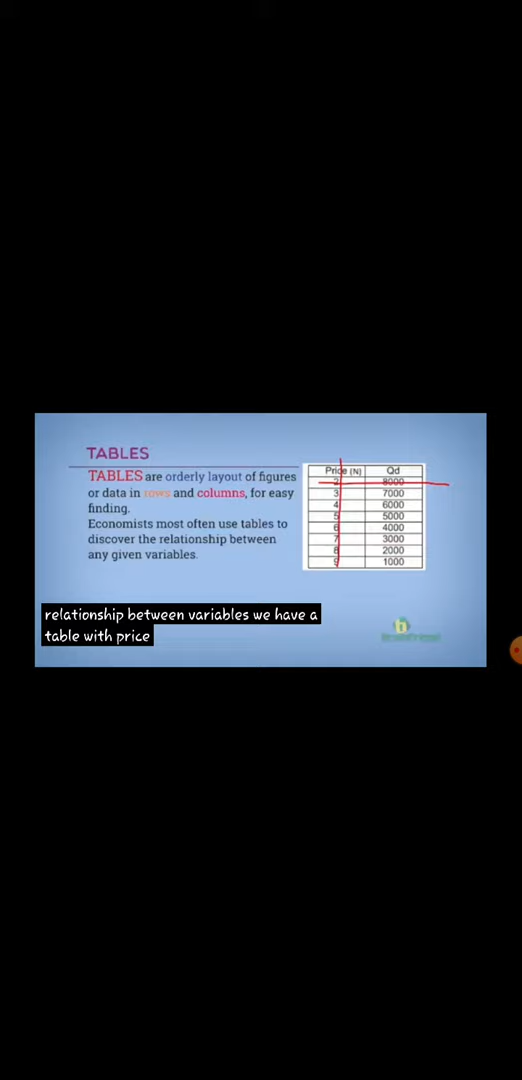 TABLES
TABLES are orderly layout of figures
or data in rows and columns, for easy
finding.
Economists most often use tables to
discover the relationship between
any given variables.
Price (N) Qd
2 8000
3 7000
4 6000
5 5000
6 4000
7 3000
8 2000
9 1000
relationship between variables we have a
table with price